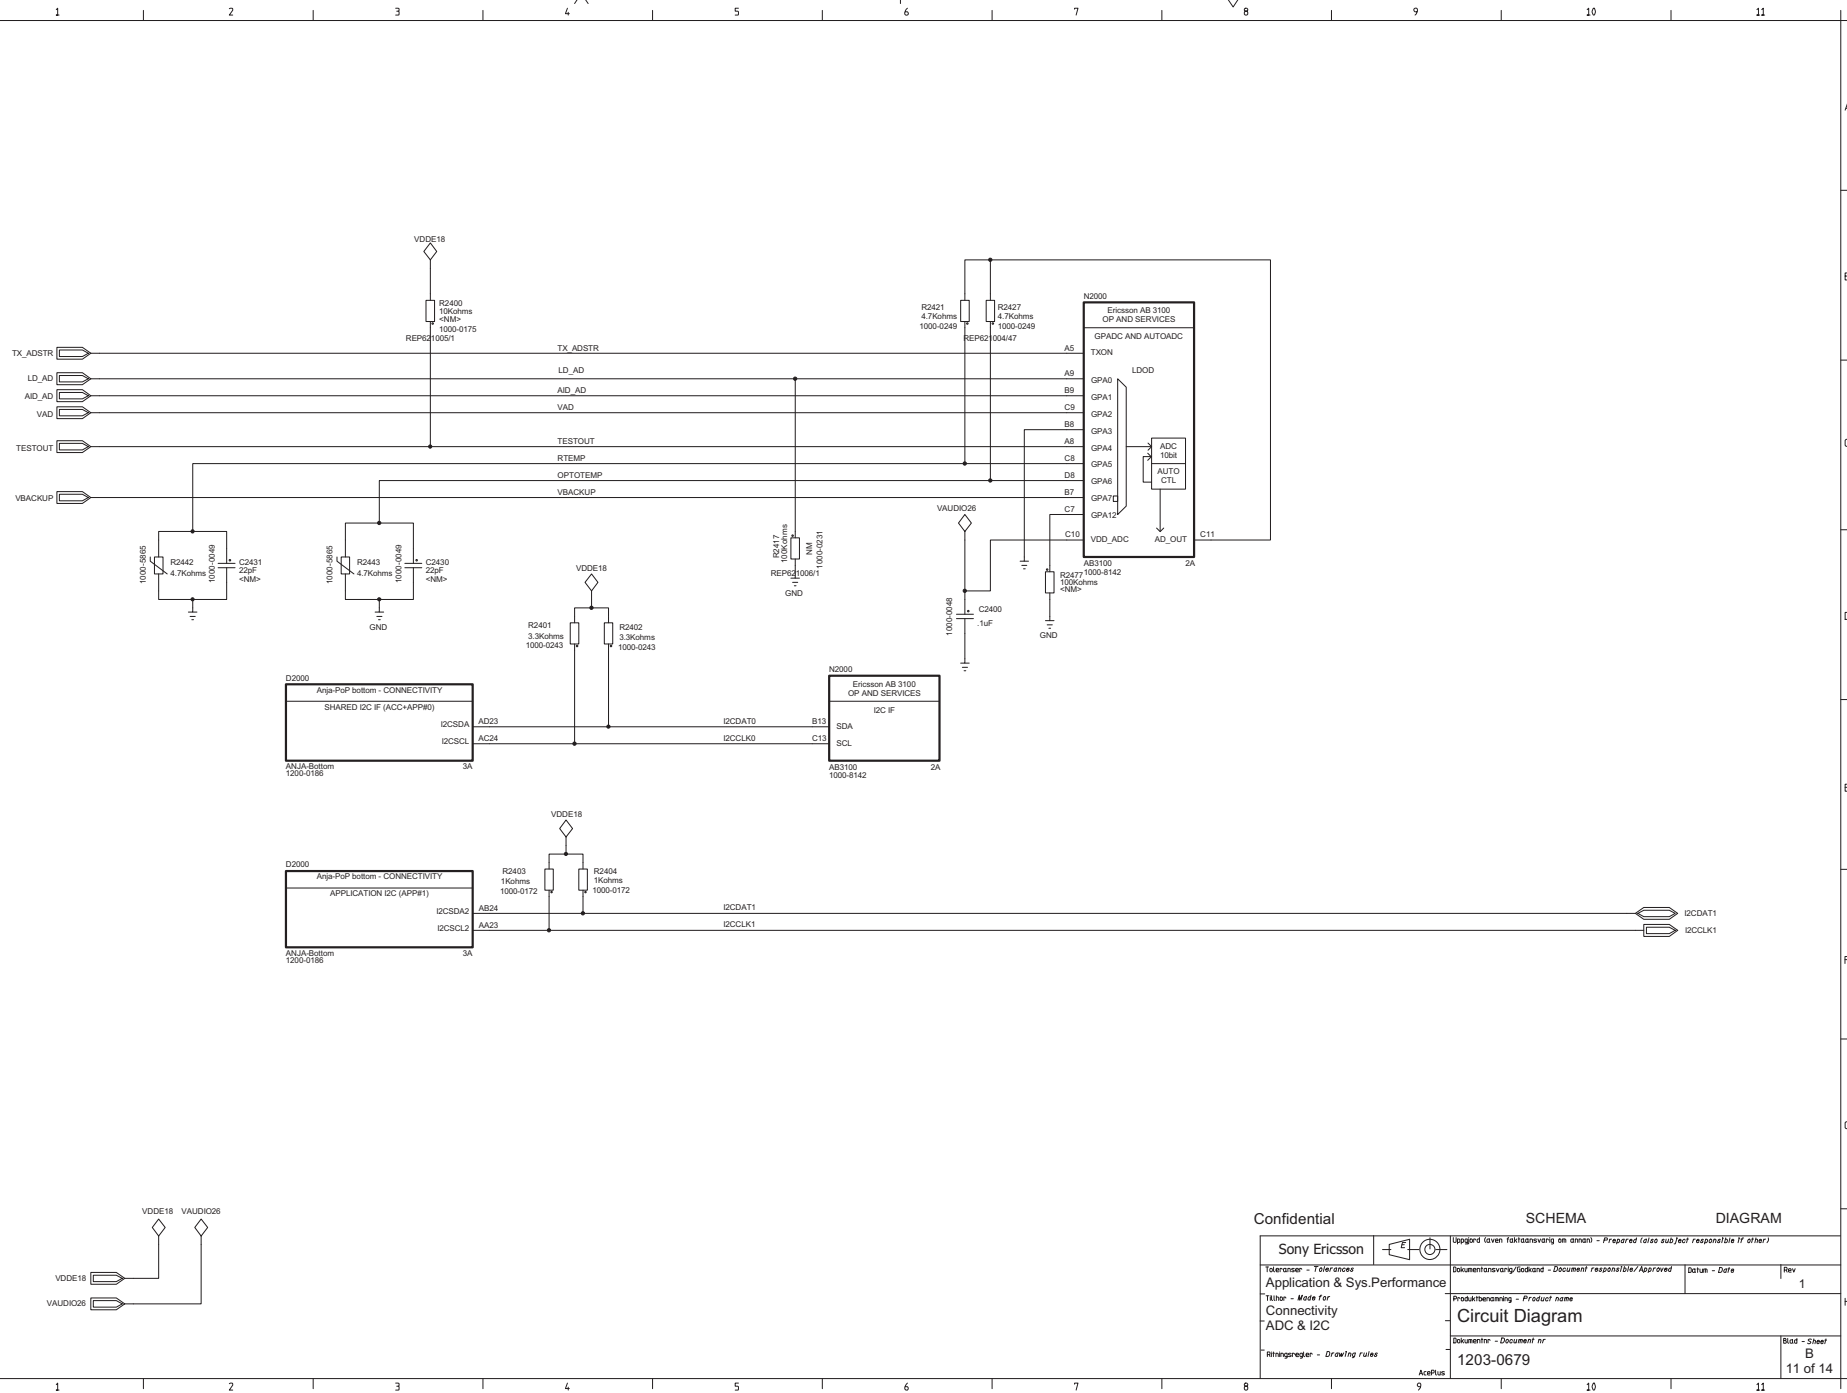 1 2 3 4 5 6 7 8 9 10 11
VDDE18
R2400
10Kohms
<NM>
1000-0175
REP621005/1
R2421
4.7Kohms
1000-0249
R2427
4.7Kohms
1000-0249
REP621004/47
N2000
Ericsson AB 3100
OP AND SERVICES
GPADC AND AUTOADC
TX_ADSTR TX_ADSTR A5 TXON
LDOD
LD_AD LD_AD A9 GPA0
AID_AD AID_AD B9 GPA1
VAD VAD C9 GPA2
B8 GPA3
TESTOUT TESTOUT A8 GPA4
RTEMP C8 GPA5
OPTOTEMP D8 GPA6
VBACKUP VBACKUP B7 GPA7
C7 GPA12
ADC
10bit
AUTO
CTL
VAUDIO26
C10 VDD_ADC AD_OUT C11
AB3100
1000-8142
2A
1000-5865
R2442
4.7Kohms
1000-0049
C2431
22pF
<NM>
1000-5865
R2443
4.7Kohms
1000-0049
C2430
22pF
<NM>
GND
R2417
100Kohms
NM
1000-0231
REP621006/1
GND
R2477
100Kohms
<NM>
GND
1000-0048
C2400
.1uF
VDDE18
R2401
3.3Kohms
1000-0243
R2402
3.3Kohms
1000-0243
D2000
Anja-PoP bottom - CONNECTIVITY
SHARED I2C IF (ACC+APP#0)
I2CSDA AD23 I2CDAT0 B13 SDA
I2CSCL AC24 I2CCLK0 C13 SCL
ANJA-Bottom
1200-0186
3A
N2000
Ericsson AB 3100
OP AND SERVICES
I2C IF
AB3100
1000-8142
2A
VDDE18
R2403
1Kohms
1000-0172
R2404
1Kohms
1000-0172
D2000
Anja-PoP bottom - CONNECTIVITY
APPLICATION I2C (APP#1)
I2CSDA2 AB24 I2CDAT1 I2CDAT1
I2CSCL2 AA23 I2CCLK1 I2CCLK1
ANJA-Bottom
1200-0186
3A
VDDE18 VAUDIO26
VDDE18
VAUDIO26
Confidential SCHEMA DIAGRAM
Sony Ericsson
E
Uppgjord (även faktaansvarig om annan) - Prepared (also subject responsible if other)
Toleranser - Tolerances
Application & Sys.Performance
Dokumentansvarig/Godkand - Document responsible/Approved
Datum - Date
Rev
1
Tillhor - Made for
Connectivity
ADC & I2C
Produktbenamning - Product name
Circuit Diagram
Ritningsregler - Drawing rules
AcePlus
Dokumentnr - Document nr
1203-0679
Blad - Sheet
B
11 of 14
1 2 3 4 5 6 7 8 9 10 11